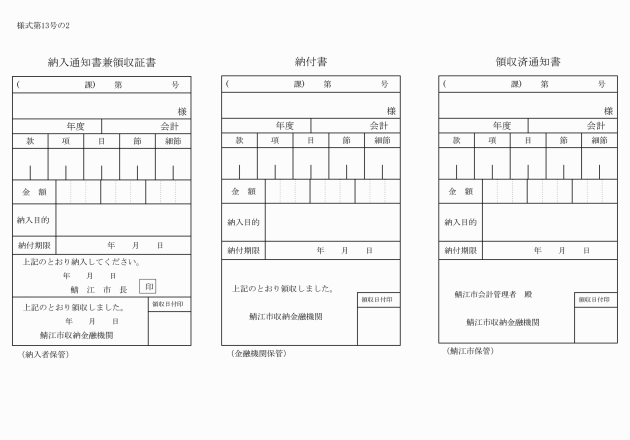 様式第13号の2
納入通知書兼領収証書
( 課) 第 号
様
年度 会計
款 項 目 節 細節
金 額
納入目的
納付期限 年 月 日
上記のとおり納入してください。
年 月 日
鯖 江 市 長 印
上記のとおり領収しました。
年 月 日
鯖江市収納金融機関
領収日付印
(納入者保管)
納付書
( 課) 第 号
様
年度 会計
款 項 目 節 細節
金 額
納入目的
納付期限 年 月 日
上記のとおり領収しました。
鯖江市収納金融機関
領収日付印
(金融機関保管)
領収済通知書
( 課) 第 号
様
年度 会計
款 項 目 節 細節
金 額
納入目的
納付期限 年 月 日
鯖江市会計管理者 殿
鯖江市収納金融機関
領収日付印
(鯖江市保管)